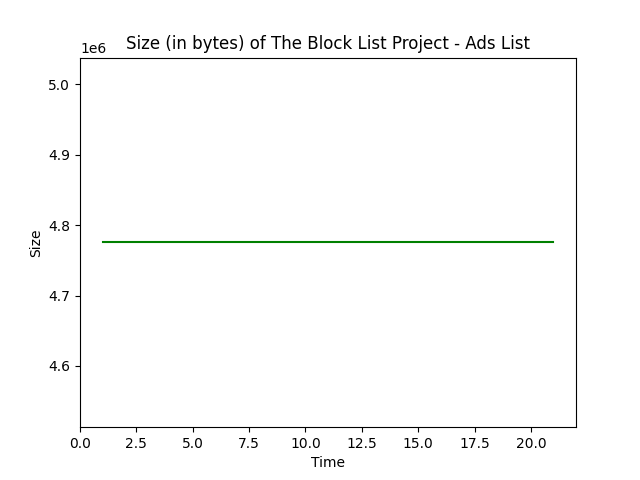 Size (in bytes) of The Block List Project - Ads List
1e6
5.0
4.9
4.8
4.7
4.6
Size
0.0 2.5 5.0 7.5 10.0 12.5 15.0 17.5 20.0
Time